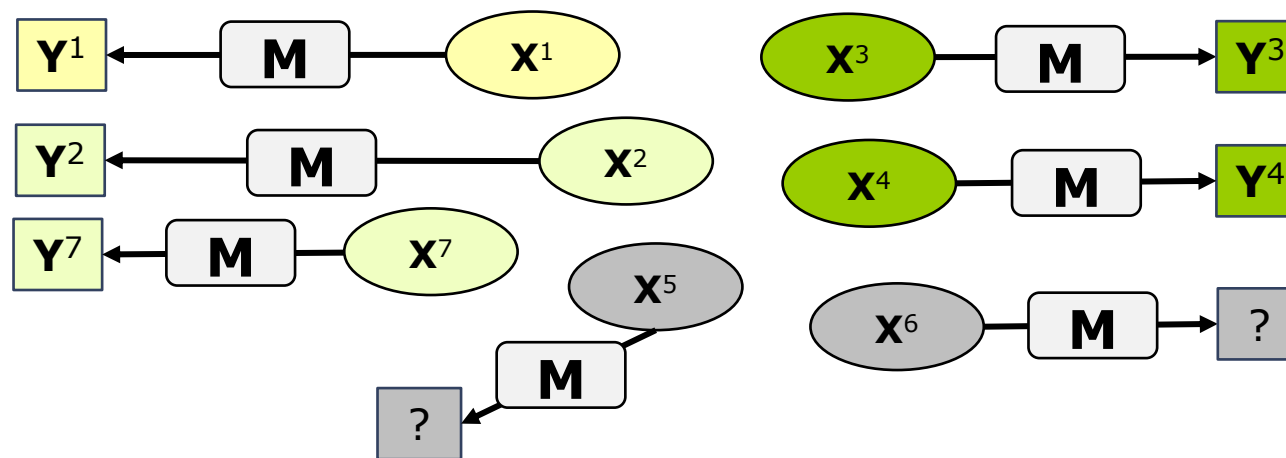 Y¹ M X¹
X³ M Y³
Y² M X²
X⁴ M Y⁴
Y⁷ M X⁷
X⁵
M
?
X⁶ M ?